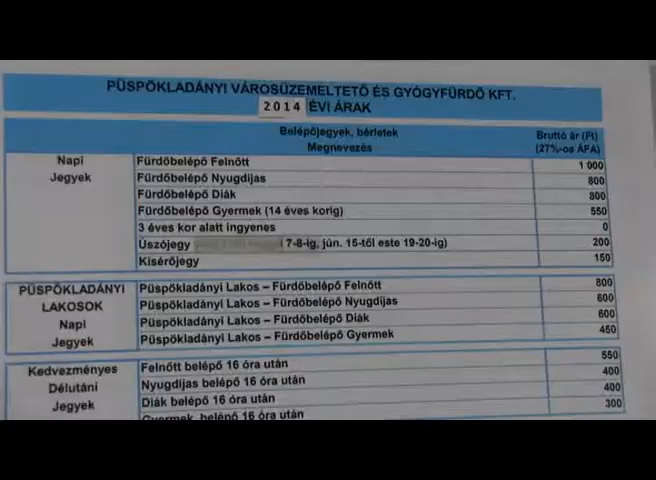 PÜSPÖKLADÁNYI VÁROSÜZEMELTETŐ ÉS GYÓGYFÜRDŐ KFT.
2014 ÉVI ÁRAK
Belépőjegyek, bérletek Megnevezés Bruttó ár (Ft) (27%-os ÁFA)
Napi Jegyek
Fürdőbelépő Felnőtt 1 000
Fürdőbelépő Nyugdíjas 800
Fürdőbelépő Diák 800
Fürdőbelépő Gyermek (14 éves korig) 550
3 éves kor alatt ingyenes 0
Úszójegy 7-8-ig, jún. 15-től este 19-20-ig) 200
Kísérőjegy 150
PÜSPÖKLADÁNYI LAKOSOK Napi Jegyek
Püspökladányi Lakos – Fürdőbelépő Felnőtt 800
Püspökladányi Lakos – Fürdőbelépő Nyugdíjas 600
Püspökladányi Lakos – Fürdőbelépő Diák 600
Püspökladányi Lakos – Fürdőbelépő Gyermek 450
Kedvezményes Délutáni Jegyek
Felnőtt belépő 16 óra után 550
Nyugdíjas belépő 16 óra után 400
Diák belépő 16 óra után 400
Gyermek belépő 16 óra után 300